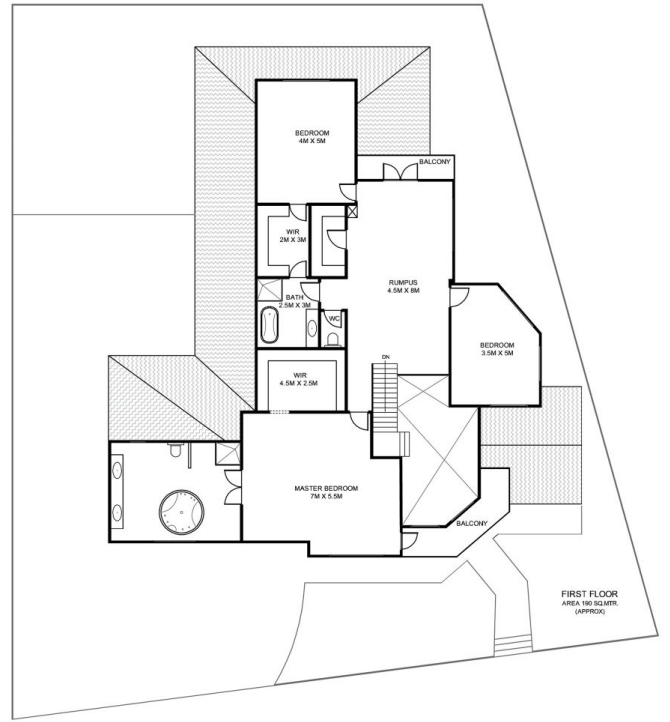 BEDROOM
4M X 5M
BALCONY
WIR
2M X 3M
RUMPUS
4.5M X 8M
BATH
2.5M X 3M
WC
BEDROOM
3.5M X 5M
DN
WIR
4.5M X 2.5M
MASTER BEDROOM
7M X 5.5M
BALCONY
FIRST FLOOR
AREA 190 SQ.MTR.
(APPROX)